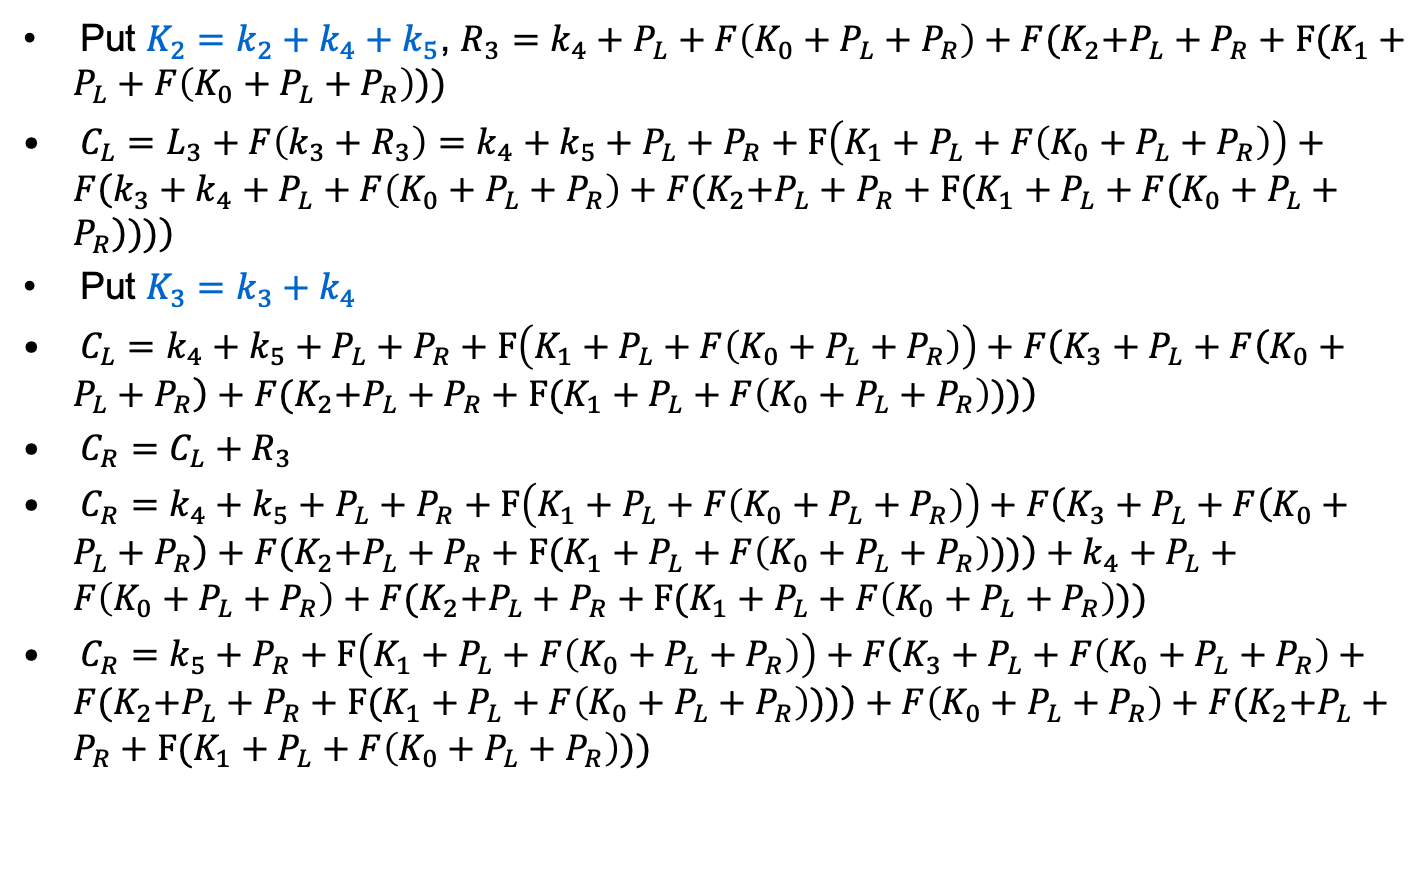 • Put K₂ = k₂ + k₄ + k₅, R₃ = k₄ + P_L + F(K₀ + P_L + P_R) + F(K₂+P_L + P_R + F(K₁ +
P_L + F(K₀ + P_L + P_R)))
• C_L = L₃ + F(k₃ + R₃) = k₄ + k₅ + P_L + P_R + F(K₁ + P_L + F(K₀ + P_L + P_R)) +
F(k₃ + k₄ + P_L + F(K₀ + P_L + P_R) + F(K₂+P_L + P_R + F(K₁ + P_L + F(K₀ + P_L +
P_R))))
• Put K₃ = k₃ + k₄
• C_L = k₄ + k₅ + P_L + P_R + F(K₁ + P_L + F(K₀ + P_L + P_R)) + F(K₃ + P_L + F(K₀ +
P_L + P_R) + F(K₂+P_L + P_R + F(K₁ + P_L + F(K₀ + P_L + P_R))))
• C_R = C_L + R₃
• C_R = k₄ + k₅ + P_L + P_R + F(K₁ + P_L + F(K₀ + P_L + P_R)) + F(K₃ + P_L + F(K₀ +
P_L + P_R) + F(K₂+P_L + P_R + F(K₁ + P_L + F(K₀ + P_L + P_R)))) + k₄ + P_L +
F(K₀ + P_L + P_R) + F(K₂+P_L + P_R + F(K₁ + P_L + F(K₀ + P_L + P_R)))
• C_R = k₅ + P_R + F(K₁ + P_L + F(K₀ + P_L + P_R)) + F(K₃ + P_L + F(K₀ + P_L + P_R) +
F(K₂+P_L + P_R + F(K₁ + P_L + F(K₀ + P_L + P_R)))) + F(K₀ + P_L + P_R) + F(K₂+P_L +
P_R + F(K₁ + P_L + F(K₀ + P_L + P_R)))